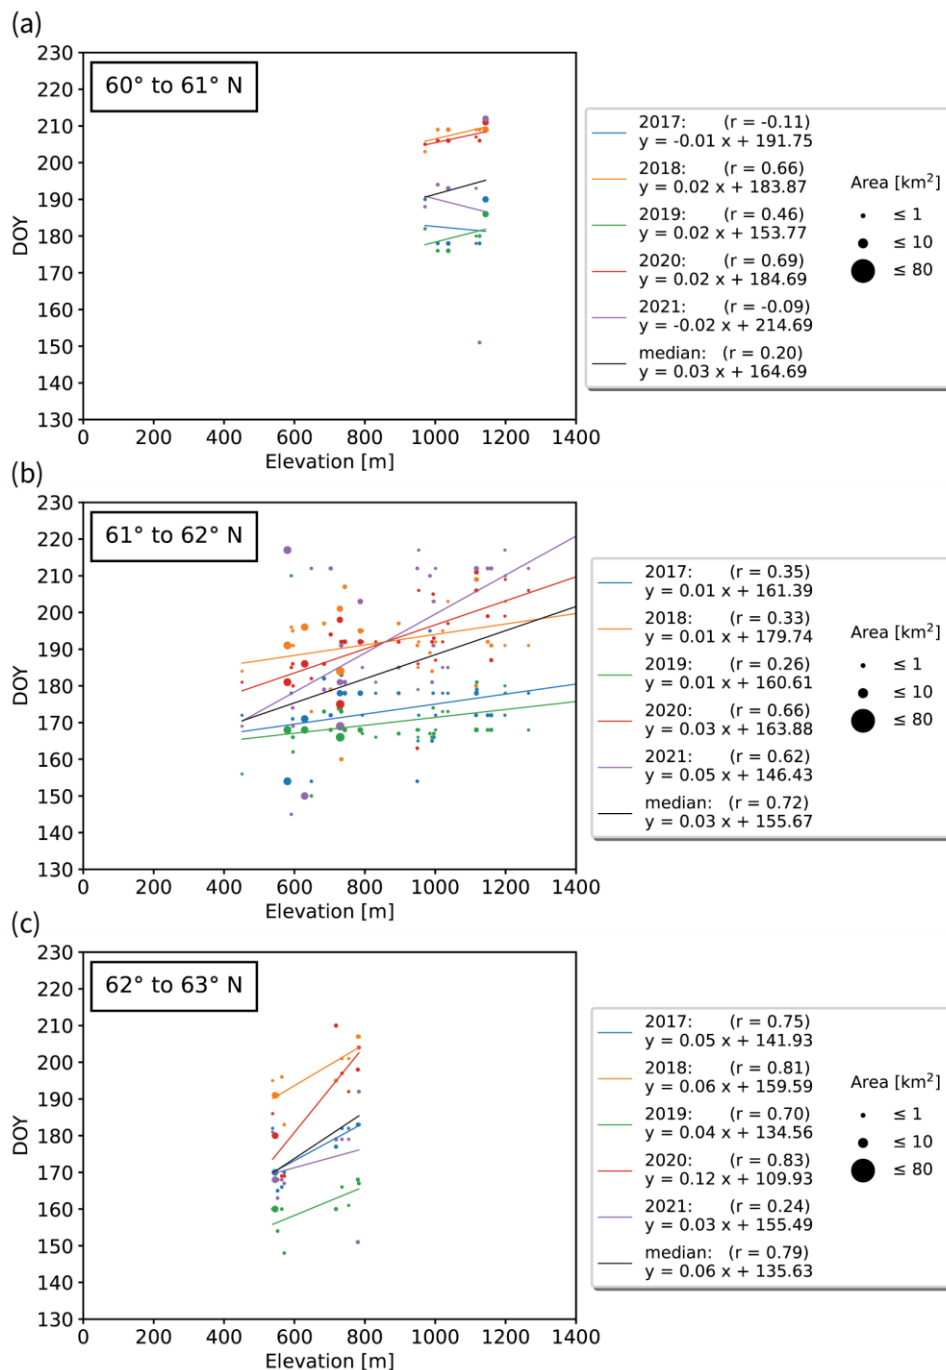 (a)
230
220
210
200
190
180
170
160
150
140
130
DOY
60° to 61° N
0 200 400 600 800 1000 1200 1400
Elevation [m]
2017: (r = -0.11)
y = -0.01 x + 191.75
2018: (r = 0.66)
y = 0.02 x + 183.87
2019: (r = 0.46)
y = 0.02 x + 153.77
2020: (r = 0.69)
y = 0.02 x + 184.69
2021: (r = -0.09)
y = -0.02 x + 214.69
median: (r = 0.20)
y = 0.03 x + 164.69
Area [km²]
≤ 1
≤ 10
≤ 80
(b)
230
220
210
200
190
180
170
160
150
140
130
DOY
61° to 62° N
0 200 400 600 800 1000 1200 1400
Elevation [m]
2017: (r = 0.35)
y = 0.01 x + 161.39
2018: (r = 0.33)
y = 0.01 x + 179.74
2019: (r = 0.26)
y = 0.01 x + 160.61
2020: (r = 0.66)
y = 0.03 x + 163.88
2021: (r = 0.62)
y = 0.05 x + 146.43
median: (r = 0.72)
y = 0.03 x + 155.67
Area [km²]
≤ 1
≤ 10
≤ 80
(c)
230
220
210
200
190
180
170
160
150
140
130
DOY
62° to 63° N
0 200 400 600 800 1000 1200 1400
Elevation [m]
2017: (r = 0.75)
y = 0.05 x + 141.93
2018: (r = 0.81)
y = 0.06 x + 159.59
2019: (r = 0.70)
y = 0.04 x + 134.56
2020: (r = 0.83)
y = 0.12 x + 109.93
2021: (r = 0.24)
y = 0.03 x + 155.49
median: (r = 0.79)
y = 0.06 x + 135.63
Area [km²]
≤ 1
≤ 10
≤ 80